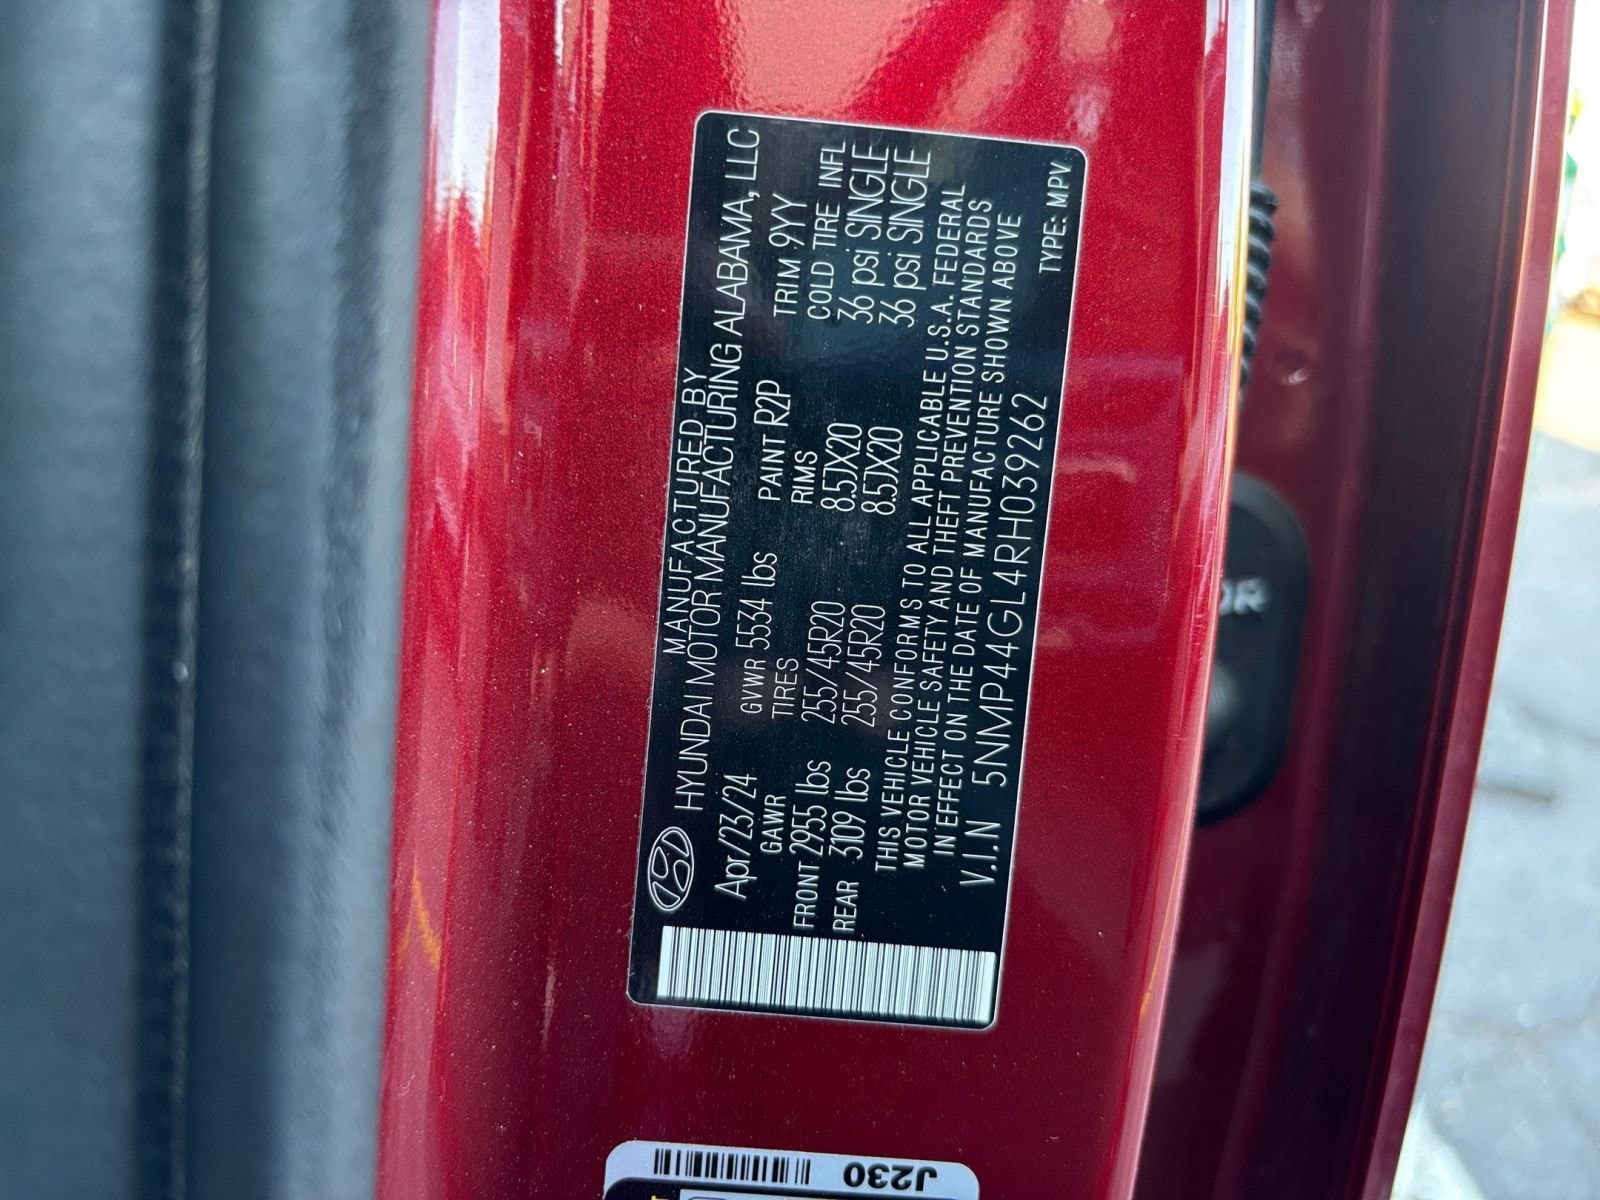 MANUFACTURED BY
HYUNDAI MOTOR MANUFACTURING ALABAMA, LLC
Apr/23/24 GVWR 5534 lbs PAINT R2P TRIM 9YY
GAWR TIRES RIMS COLD TIRE INFL
FRONT 2955 lbs 255/45R20 8.5JX20 36 psi SINGLE
REAR 3109 lbs 255/45R20 8.5JX20 36 psi SINGLE
THIS VEHICLE CONFORMS TO ALL APPLICABLE U.S.A. FEDERAL
MOTOR VEHICLE SAFETY AND THEFT PREVENTION STANDARDS
IN EFFECT ON THE DATE OF MANUFACTURE SHOWN ABOVE
V.I.N 5NMP44GL4RH039262 TYPE: MPV
J230